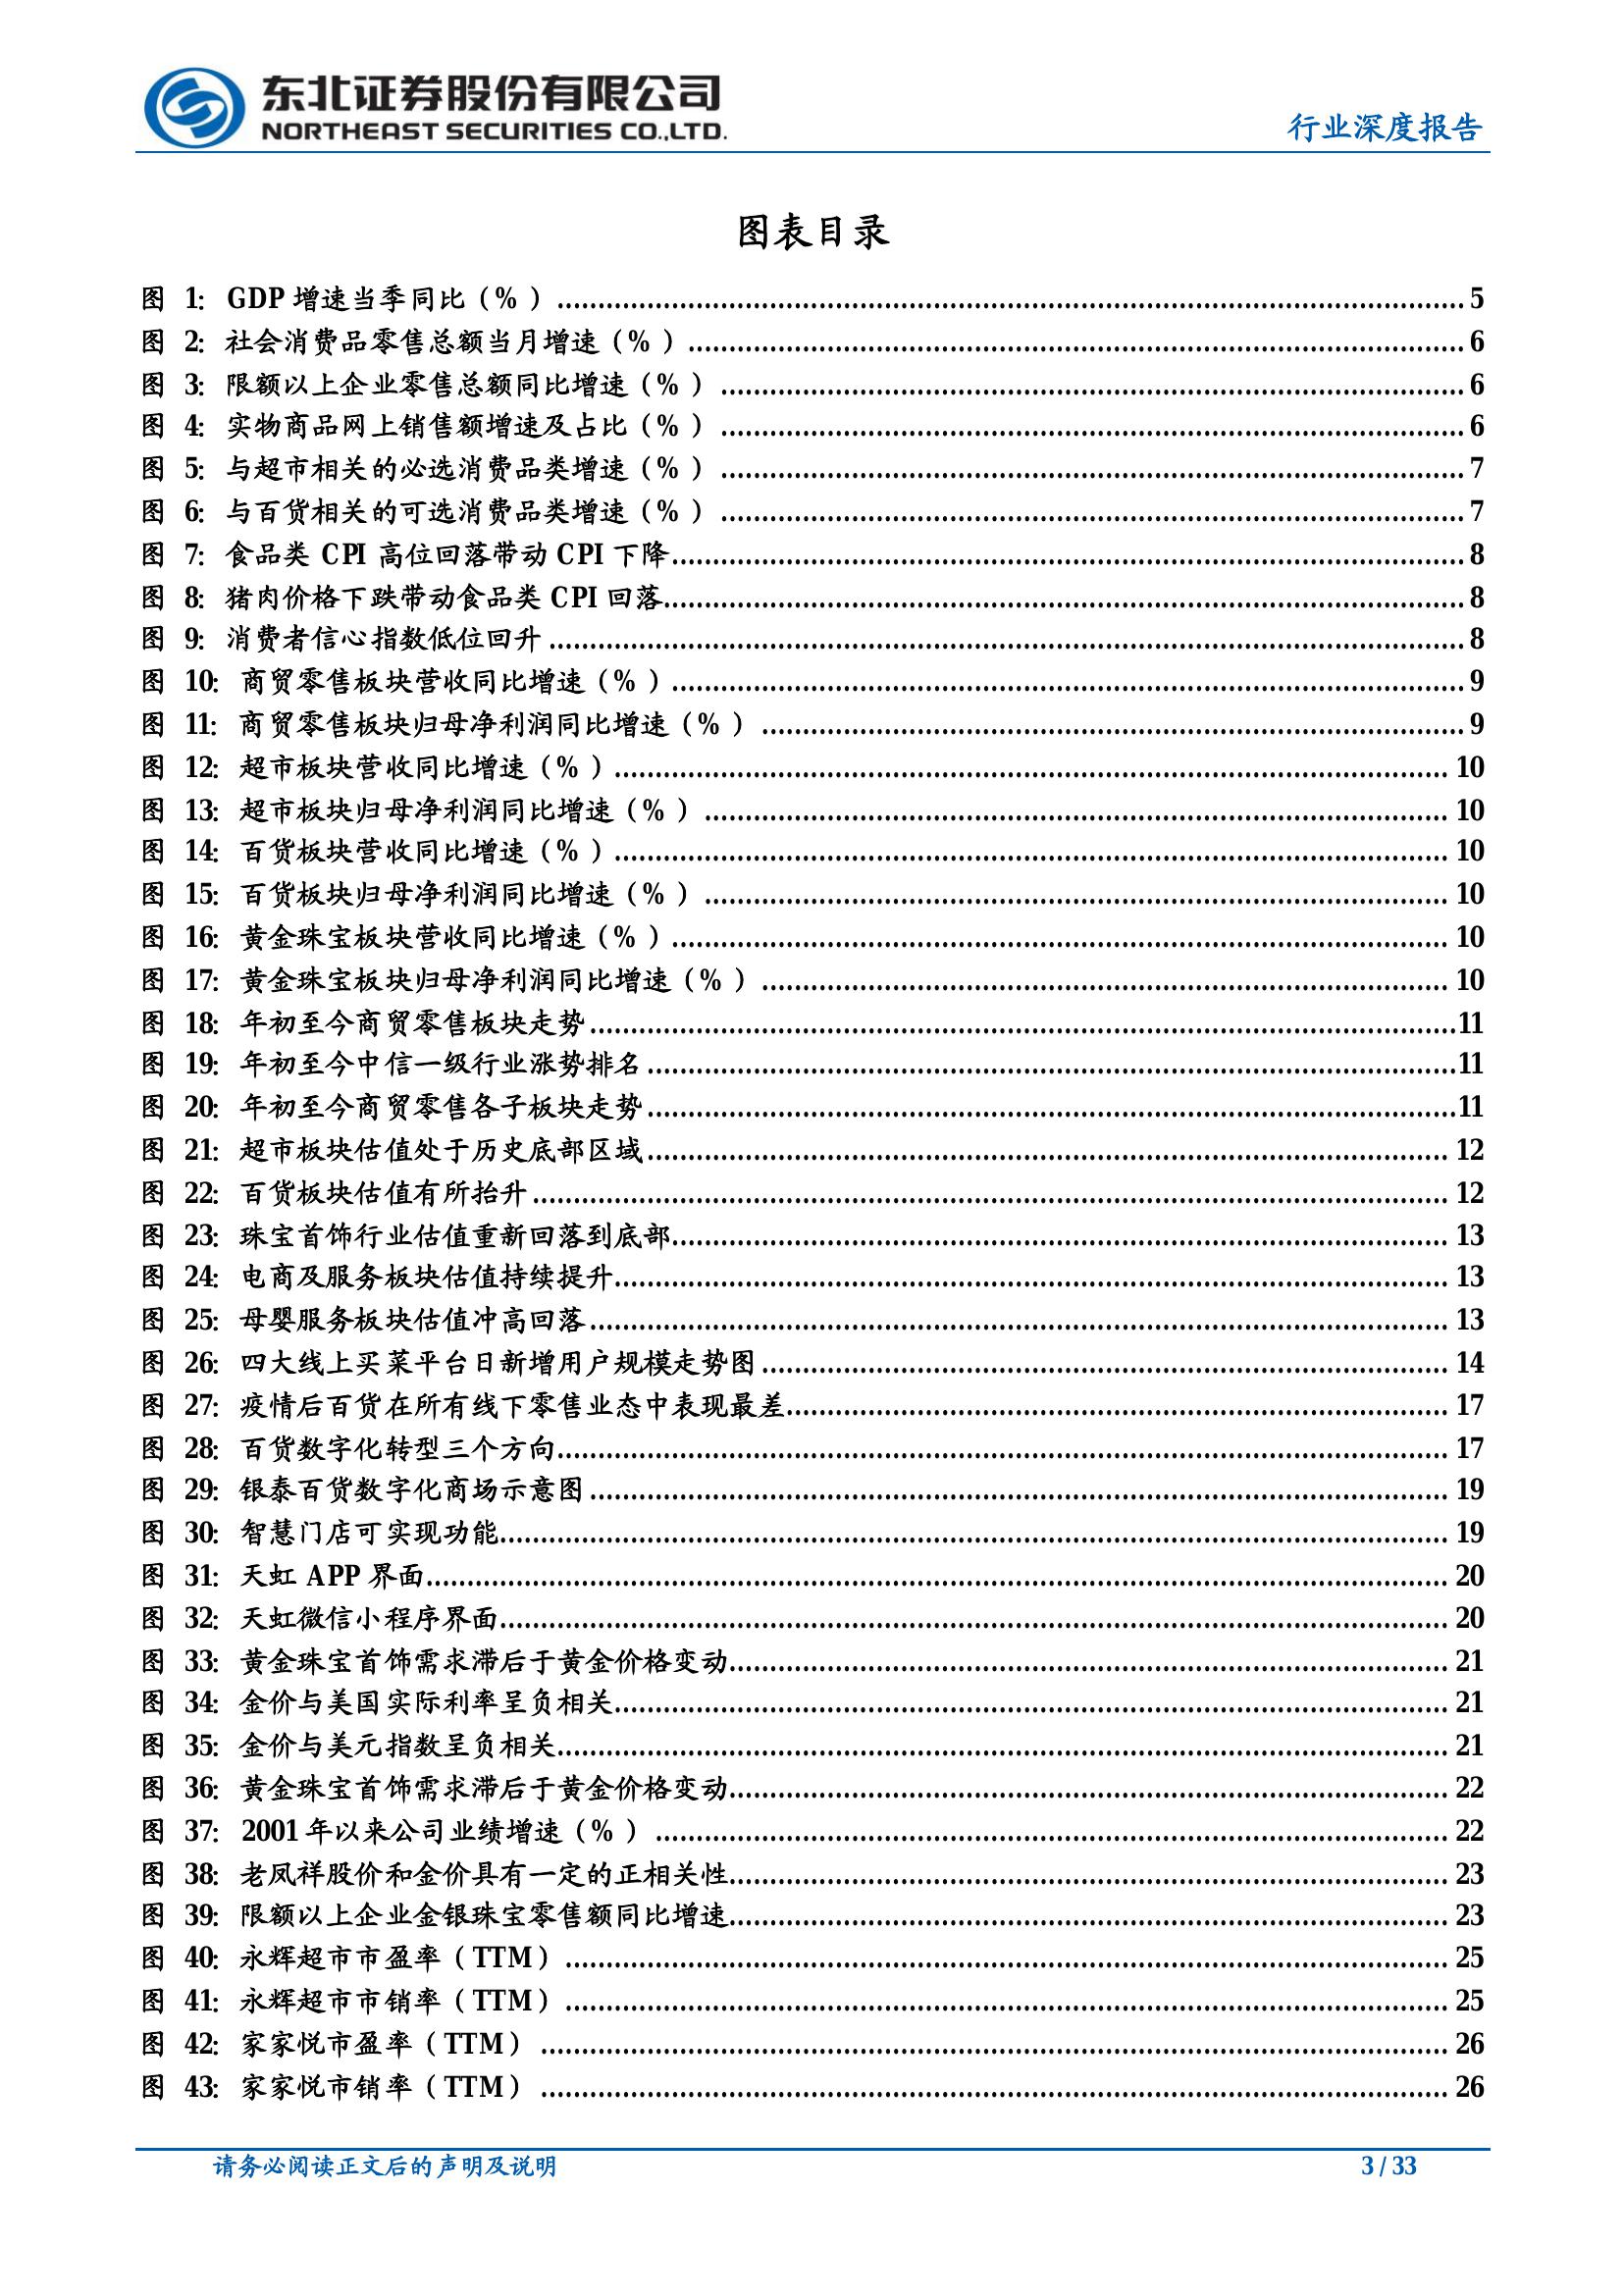 东北证券股份有限公司
NORTHEAST SECURITIES CO.,LTD.
行业深度报告
图表目录
图 1: GDP 增速当季同比（%）.......... 5
图 2: 社会消费品零售总额当月增速（%）.......... 6
图 3: 限额以上企业零售总额同比增速（%）.......... 6
图 4: 实物商品网上销售额增速及占比（%）.......... 6
图 5: 与超市相关的必选消费品类增速（%）.......... 7
图 6: 与百货相关的可选消费品类增速（%）.......... 7
图 7: 食品类 CPI 高位回落带动 CPI 下降.......... 8
图 8: 猪肉价格下跌带动食品类 CPI 回落.......... 8
图 9: 消费者信心指数低位回升.......... 8
图 10: 商贸零售板块营收同比增速（%）.......... 9
图 11: 商贸零售板块归母净利润同比增速（%）.......... 9
图 12: 超市板块营收同比增速（%）.......... 10
图 13: 超市板块归母净利润同比增速（%）.......... 10
图 14: 百货板块营收同比增速（%）.......... 10
图 15: 百货板块归母净利润同比增速（%）.......... 10
图 16: 黄金珠宝板块营收同比增速（%）.......... 10
图 17: 黄金珠宝板块归母净利润同比增速（%）.......... 10
图 18: 年初至今商贸零售板块走势.......... 11
图 19: 年初至今中信一级行业涨势排名.......... 11
图 20: 年初至今商贸零售各子板块走势.......... 11
图 21: 超市板块估值处于历史底部区域.......... 12
图 22: 百货板块估值有所抬升.......... 12
图 23: 珠宝首饰行业估值重新回落到底部.......... 13
图 24: 电商及服务板块估值持续提升.......... 13
图 25: 母婴服务板块估值冲高回落.......... 13
图 26: 四大线上买菜平台日新增用户规模走势图.......... 14
图 27: 疫情后百货在所有线下零售业态中表现最差.......... 17
图 28: 百货数字化转型三个方向.......... 17
图 29: 银泰百货数字化商场示意图.......... 19
图 30: 智慧门店可实现功能.......... 19
图 31: 天虹 APP 界面.......... 20
图 32: 天虹微信小程序界面.......... 20
图 33: 黄金珠宝首饰需求滞后于黄金价格变动.......... 21
图 34: 金价与美国实际利率呈负相关.......... 21
图 35: 金价与美元指数呈负相关.......... 21
图 36: 黄金珠宝首饰需求滞后于黄金价格变动.......... 22
图 37: 2001 年以来公司业绩增速（%）.......... 22
图 38: 老凤祥股价和金价具有一定的正相关性.......... 23
图 39: 限额以上企业金银珠宝零售额同比增速.......... 23
图 40: 永辉超市市盈率（TTM）.......... 25
图 41: 永辉超市市销率（TTM）.......... 25
图 42: 家家悦市盈率（TTM）.......... 26
图 43: 家家悦市销率（TTM）.......... 26
请务必阅读正文后的声明及说明
3 / 33